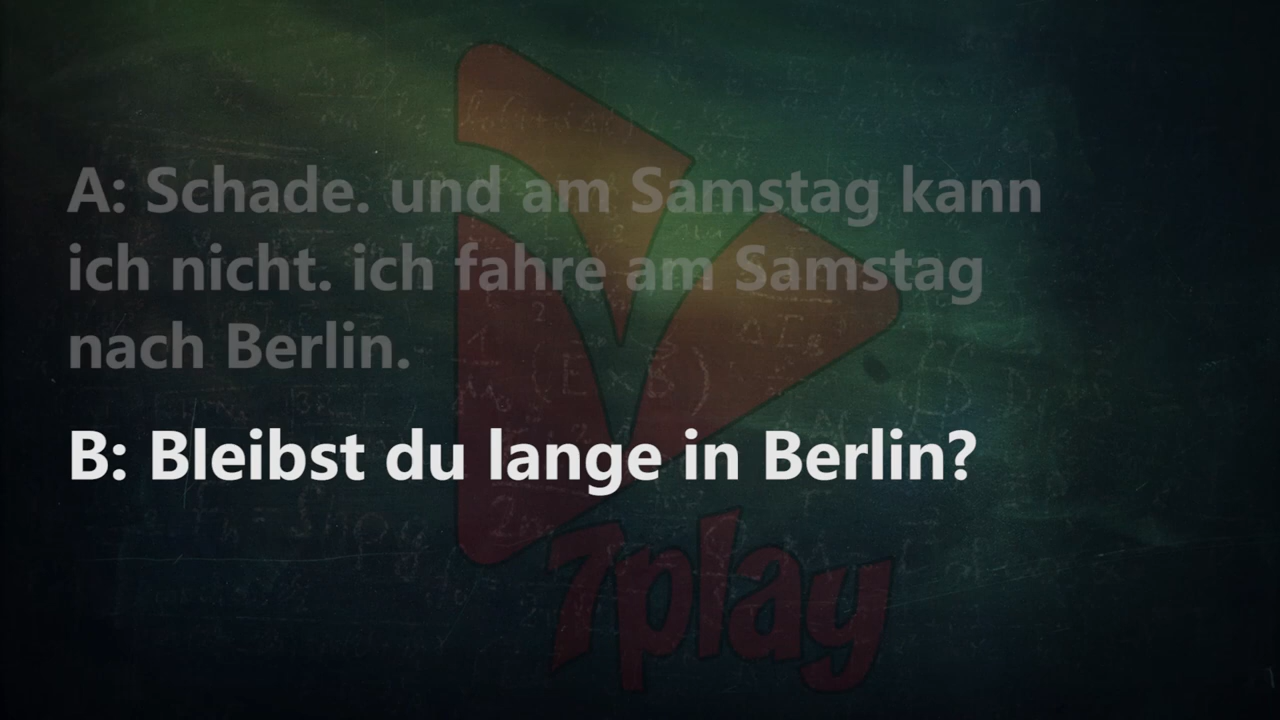 A: Schade. und am Samstag kann
ich nicht. ich fahre am Samstag
nach Berlin.
B: Bleibst du lange in Berlin?
7play